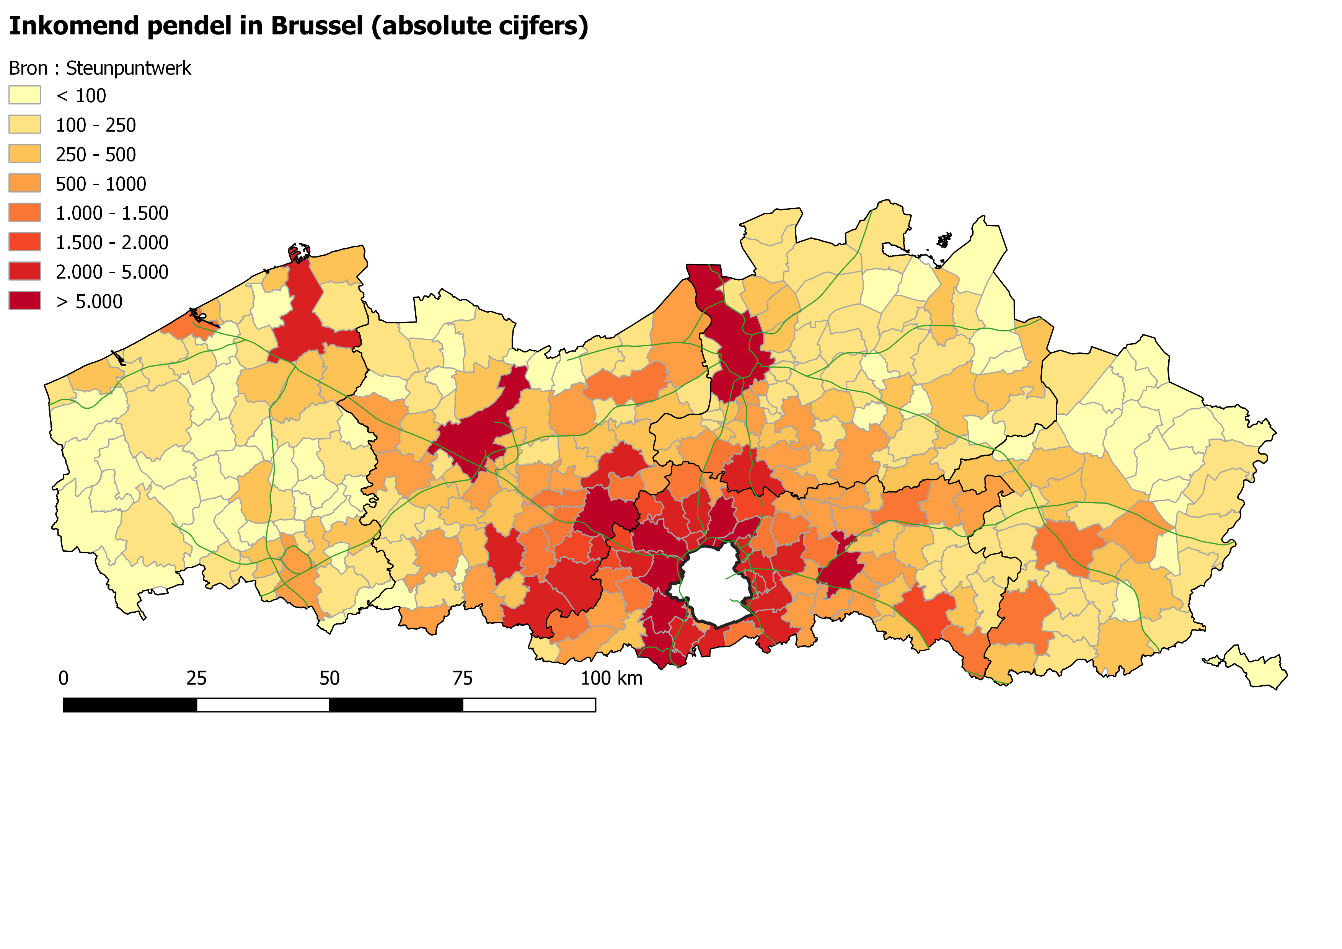 Inkomend pendel in Brussel (absolute cijfers)
Bron : Steunpuntwerk
< 100
100 - 250
250 - 500
500 - 1000
1.000 - 1.500
1.500 - 2.000
2.000 - 5.000
> 5.000
0 25 50 75 100 km